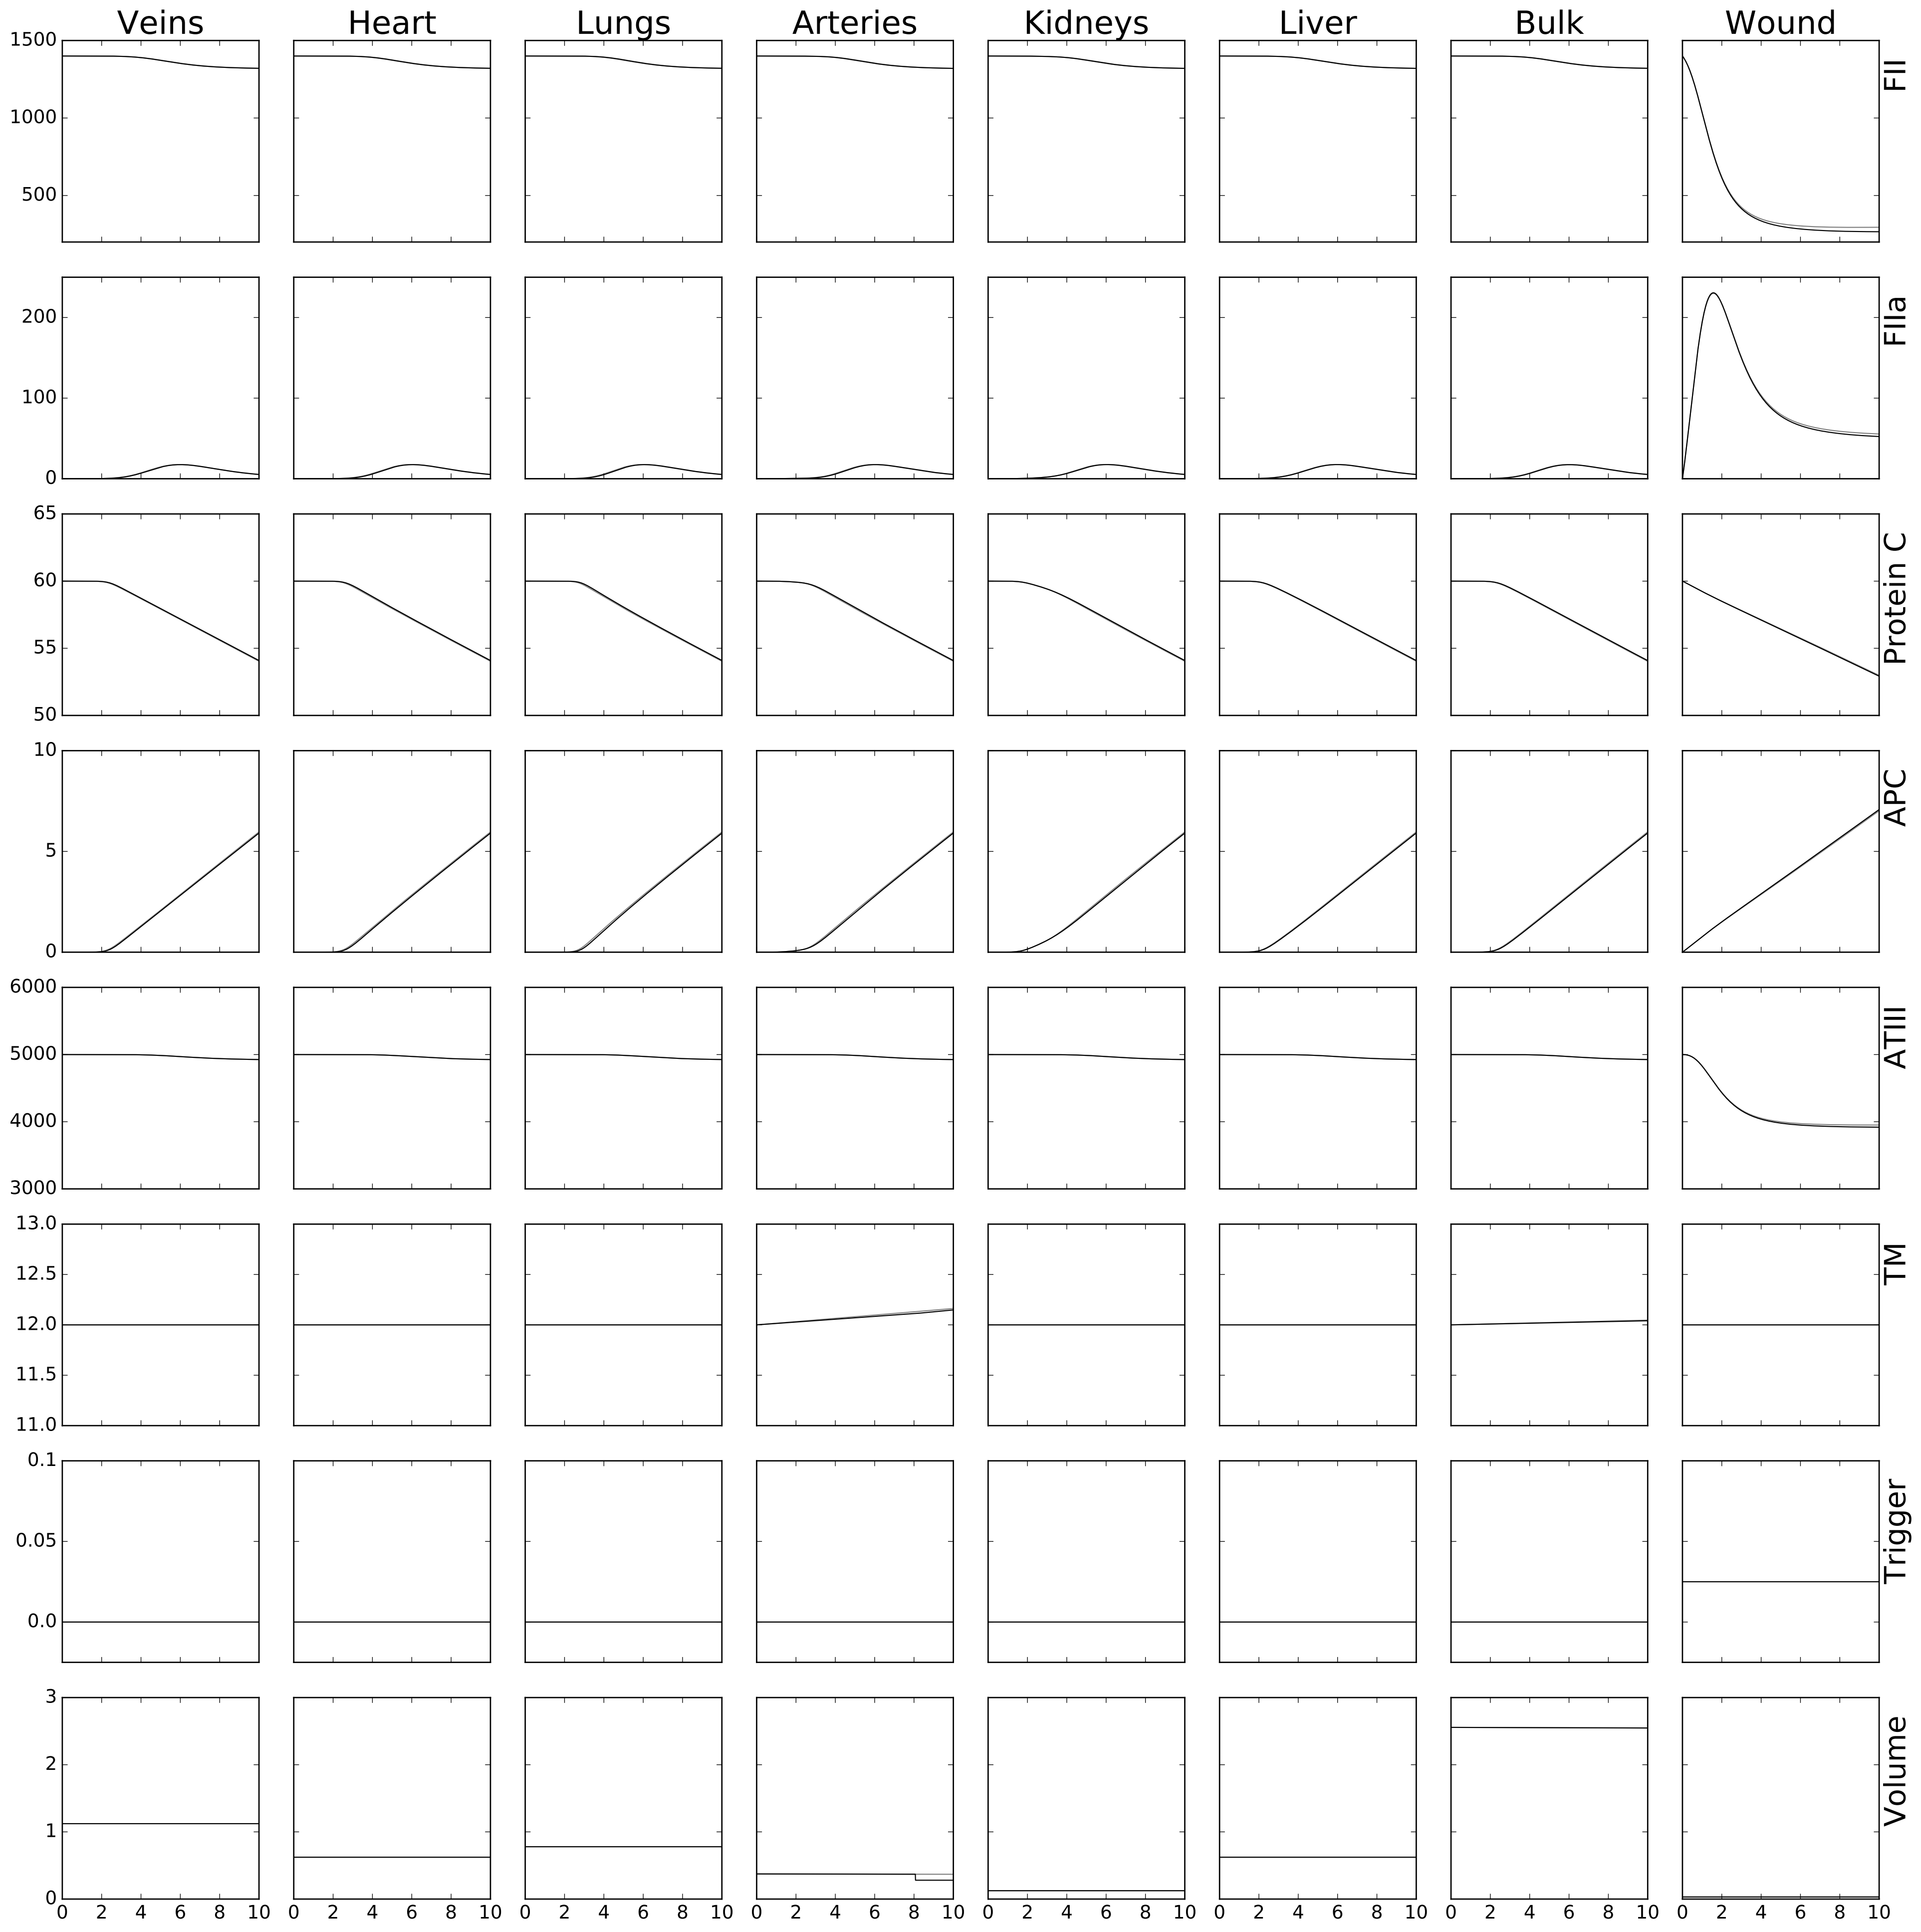 Veins Heart Lungs Arteries Kidneys Liver Bulk Wound
1500
1000
500
FII
200
100
0
FIIa
65
60
55
50
Protein C
10
5
0
APC
6000
5000
4000
3000
ATIII
13.0
12.5
12.0
11.5
11.0
TM
0.1
0.05
0.0
Trigger
3
2
1
0
Volume
0 2 4 6 8 10 0 2 4 6 8 10 0 2 4 6 8 10 0 2 4 6 8 10 0 2 4 6 8 10 0 2 4 6 8 10 0 2 4 6 8 10 0 2 4 6 8 10